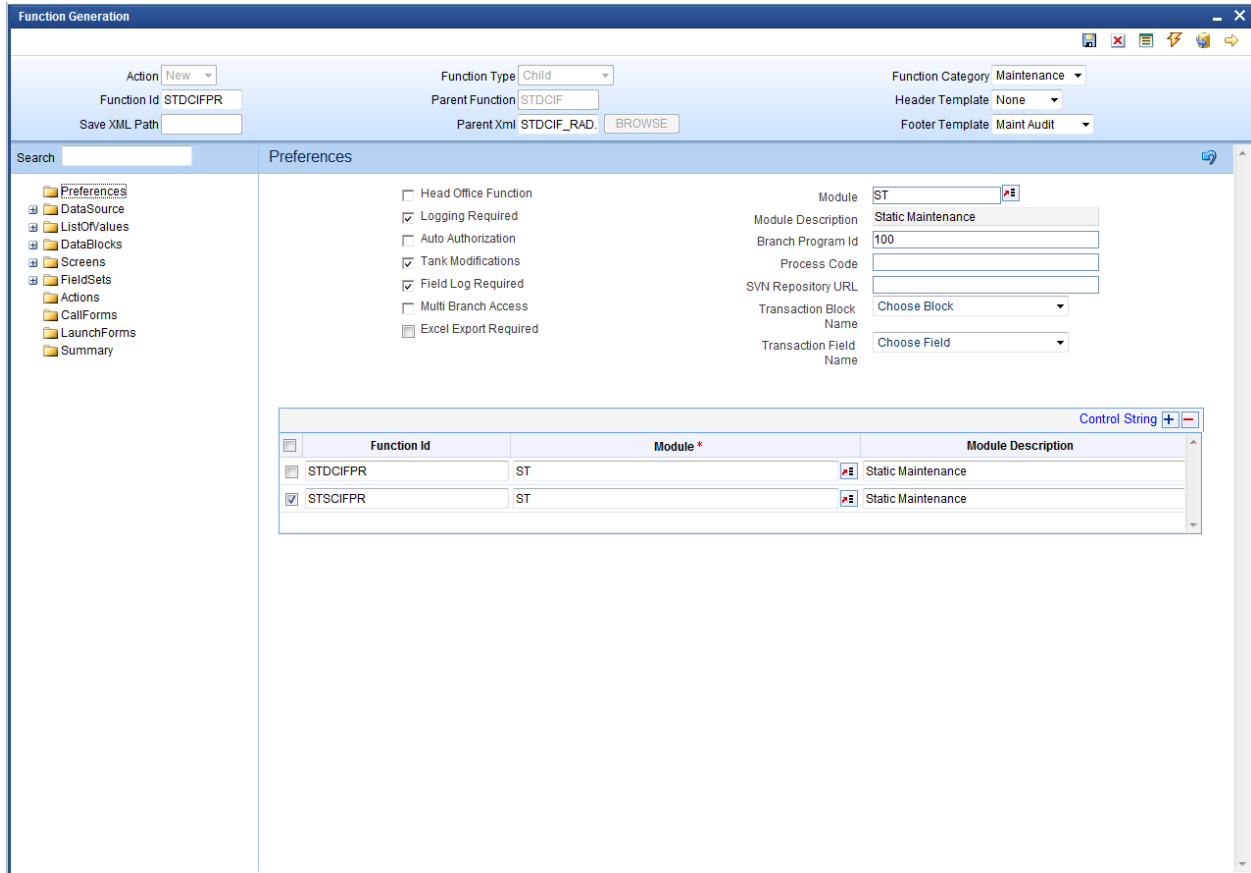 Function Generation
Action New Function Type Child Function Category Maintenance
Function Id STDCIFPR Parent Function STDCIF Header Template None
Save XML Path Parent Xml STDCIF_RAD. BROWSE Footer Template Maint Audit
Search Preferences
Preferences
DataSource
ListOfValues
DataBlocks
Screens
FieldSets
Actions
CallForms
LaunchForms
Summary
Head Office Function
Logging Required
Auto Authorization
Tank Modifications
Field Log Required
Multi Branch Access
Excel Export Required
Module ST
Module Description Static Maintenance
Branch Program Id 100
Process Code
SVN Repository URL
Transaction Block Choose Block
Name
Transaction Field Choose Field
Name
Control String
Function Id Module * Module Description
STDCIFPR ST Static Maintenance
STSCIFPR ST Static Maintenance